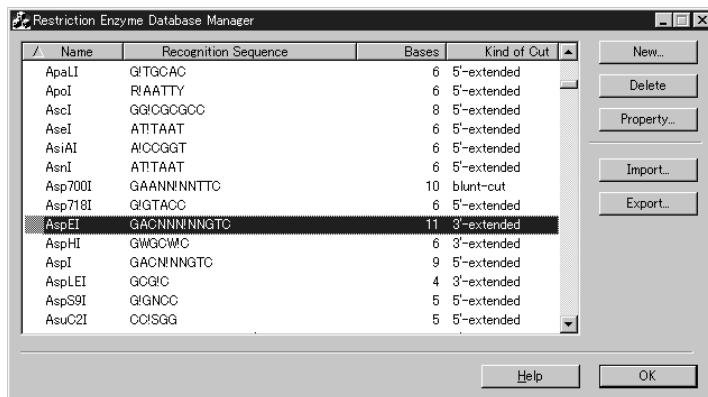 Restriction Enzyme Database Manager
Name Recognition Sequence Bases Kind of Cut
ApaLI G!TGCAC 6 5'-extended
ApoI R!AATTY 6 5'-extended
AscI GG!CGCGCC 8 5'-extended
AseI AT!TAAT 6 5'-extended
AsiAI A!CCGGT 6 5'-extended
AsnI AT!TAAT 6 5'-extended
Asp700I GAANN!NNTTC 10 blunt-cut
Asp718I G!GTACC 6 5'-extended
AspEI GACNNN!NNGTC 11 3'-extended
AspHI GWGCW!C 6 3'-extended
AspI GACN!NNGTC 9 5'-extended
AspLEI GCG!C 4 3'-extended
AspS9I G!GNCC 5 5'-extended
AsuC2I CC!SGG 5 5'-extended
New...
Delete
Property...
Import...
Export...
Help OK